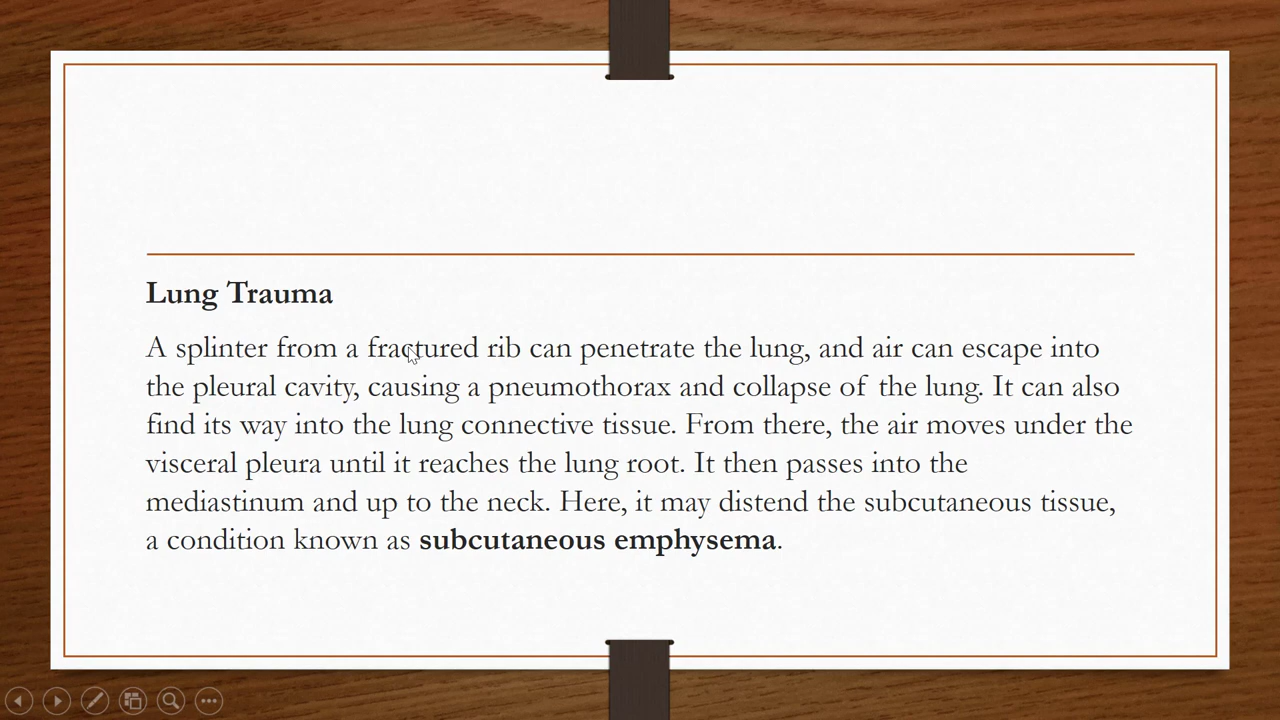 Lung Trauma
A splinter from a fractured rib can penetrate the lung, and air can escape into
the pleural cavity, causing a pneumothorax and collapse of the lung. It can also
find its way into the lung connective tissue. From there, the air moves under the
visceral pleura until it reaches the lung root. It then passes into the
mediastinum and up to the neck. Here, it may distend the subcutaneous tissue,
a condition known as subcutaneous emphysema.